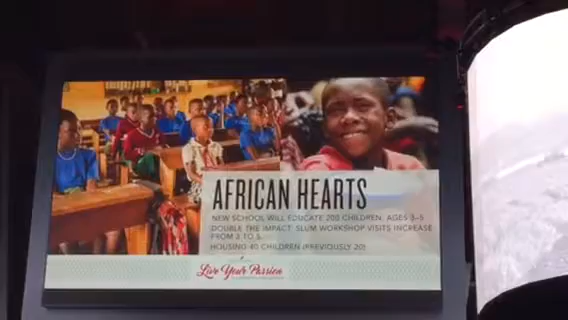 AFRICAN HEARTS
NEW SCHOOL WILL EDUCATE 200 CHILDREN, AGES 3-5
DOUBLE THE IMPACT: SLUM WORKSHOP VISITS INCREASE
FROM 2 TO 5
HOUSING 40 CHILDREN (PREVIOUSLY 20)
Live Your Passion